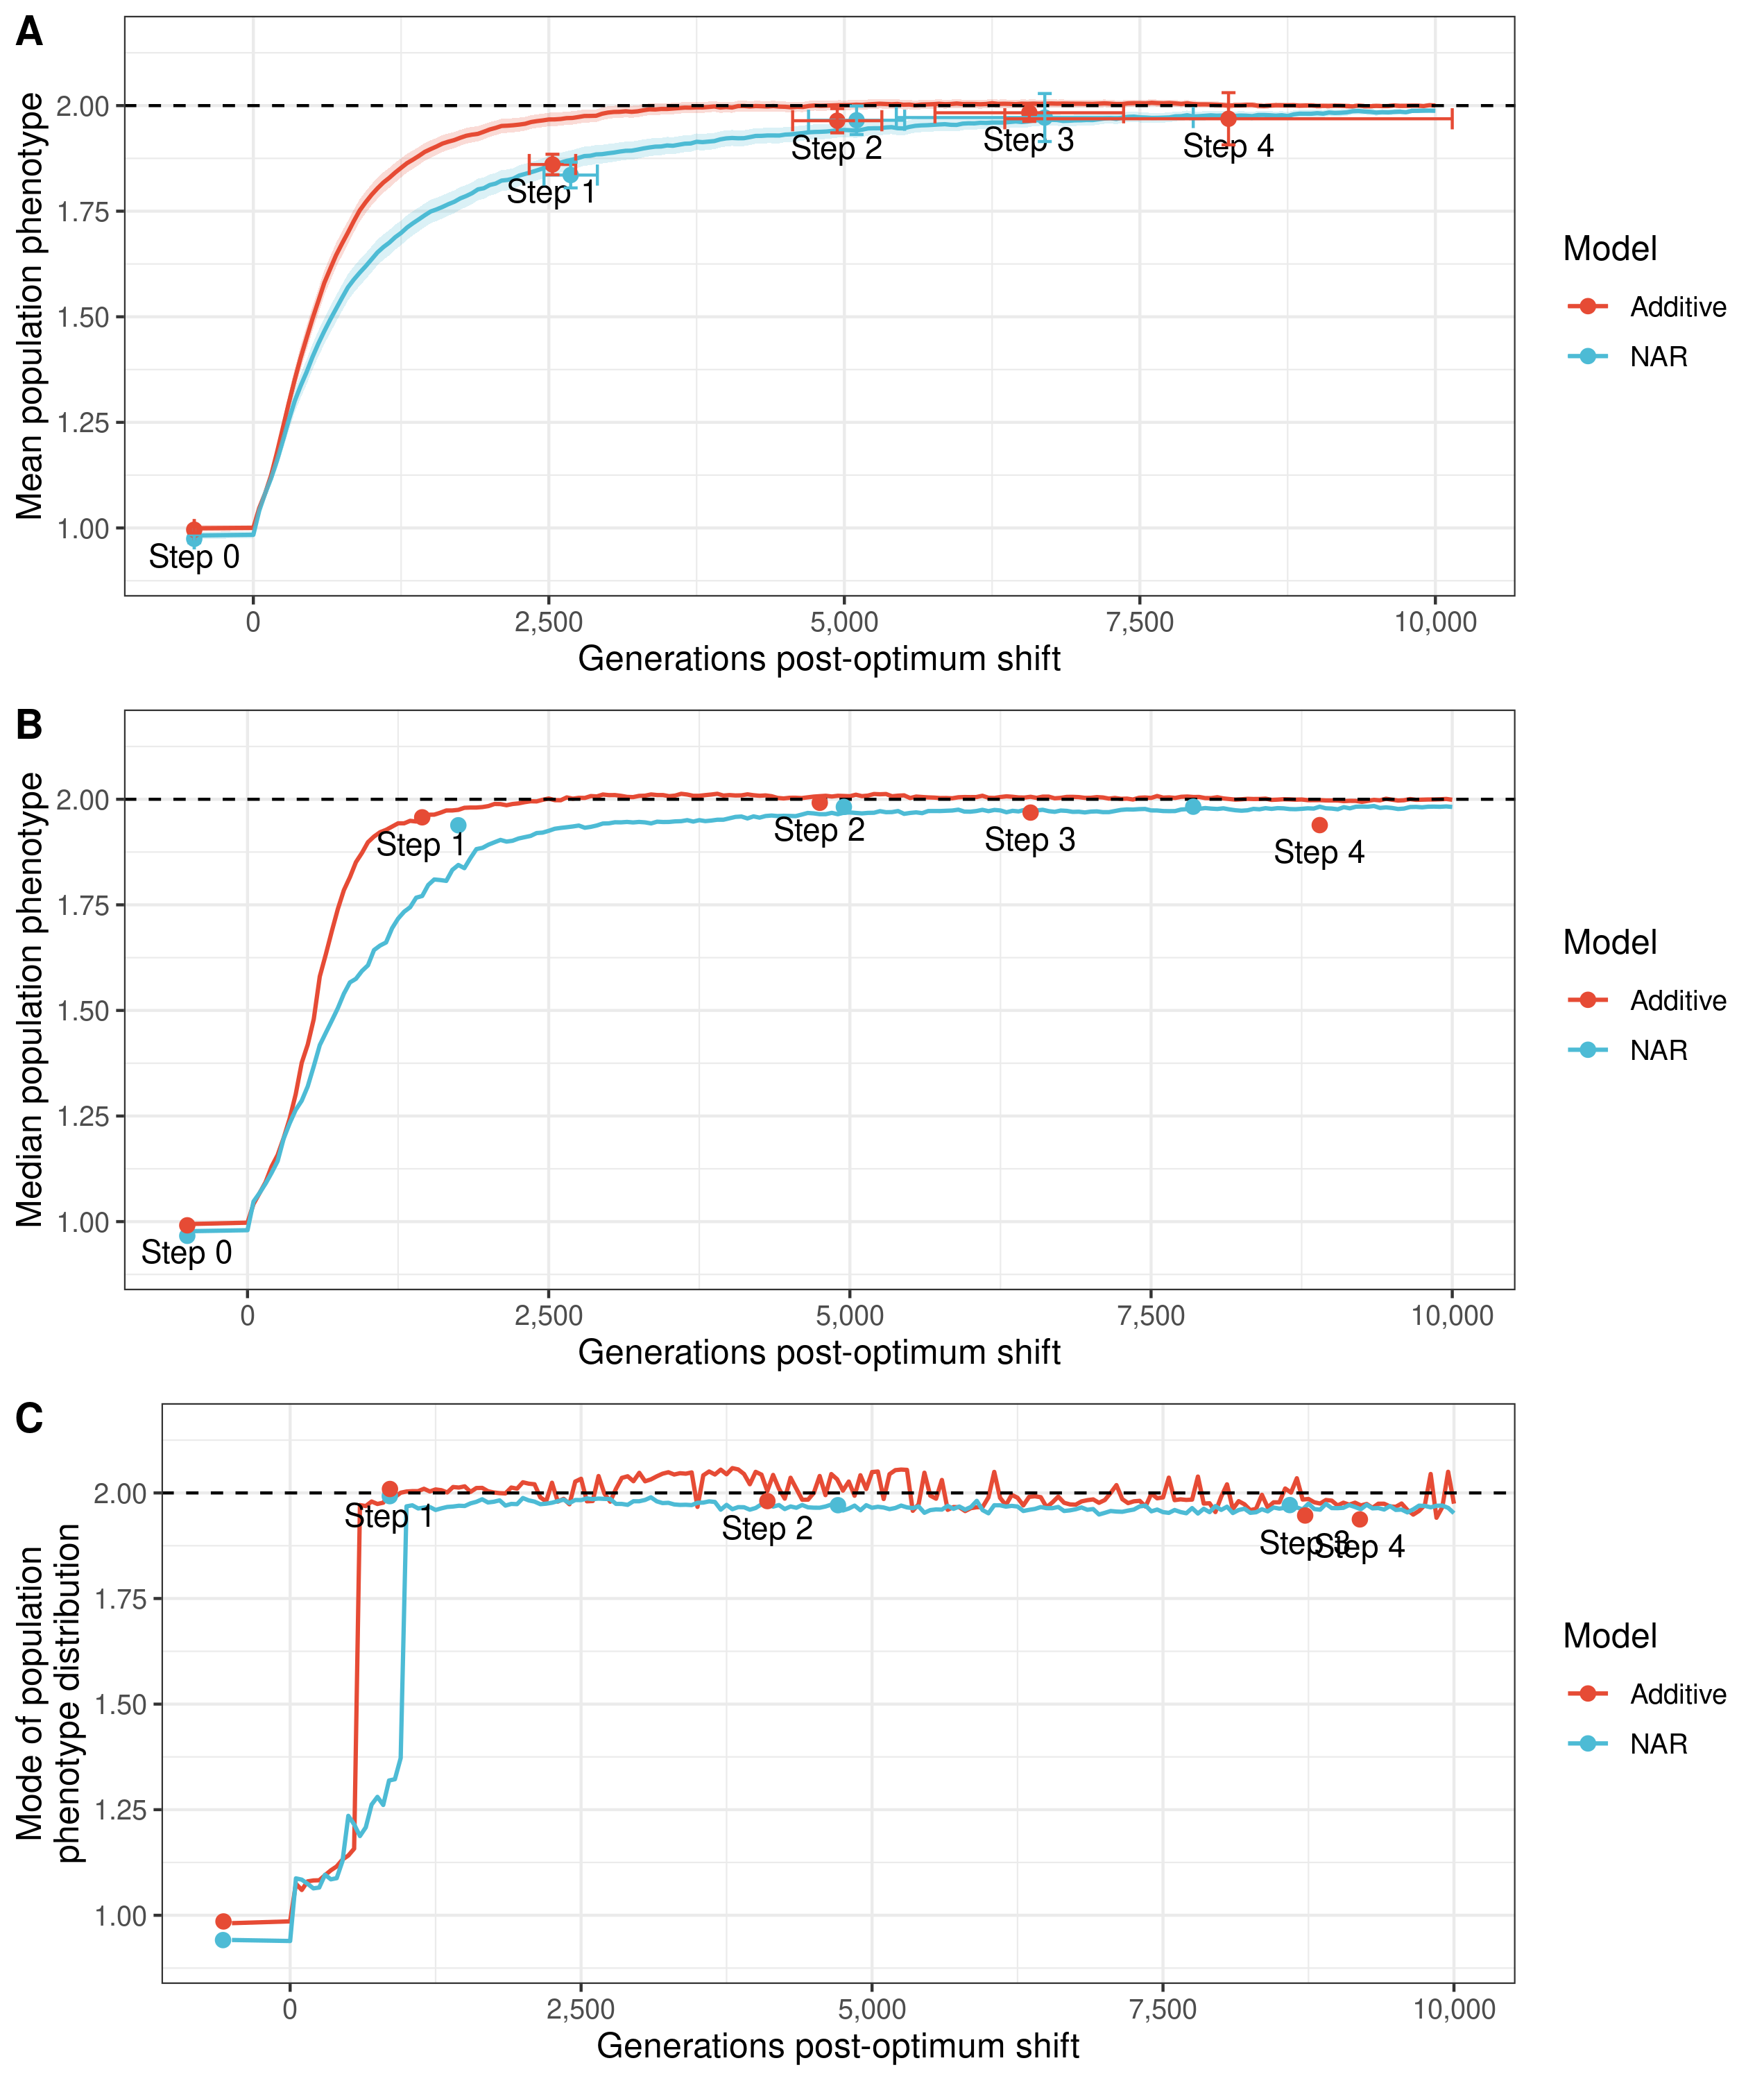 A
Mean population phenotype
2.00
1.75
1.50
1.25
1.00
Step 0
Step 1
Step 2
Step 3
Step 4
0
2,500
5,000
7,500
10,000
Generations post-optimum shift
Model
Additive
NAR
B
Median population phenotype
2.00
1.75
1.50
1.25
1.00
Step 0
Step 1
Step 2
Step 3
Step 4
0
2,500
5,000
7,500
10,000
Generations post-optimum shift
Model
Additive
NAR
C
Mode of population
phenotype distribution
2.00
1.75
1.50
1.25
1.00
Step 1
Step 2
Step 3
Step 4
0
2,500
5,000
7,500
10,000
Generations post-optimum shift
Model
Additive
NAR